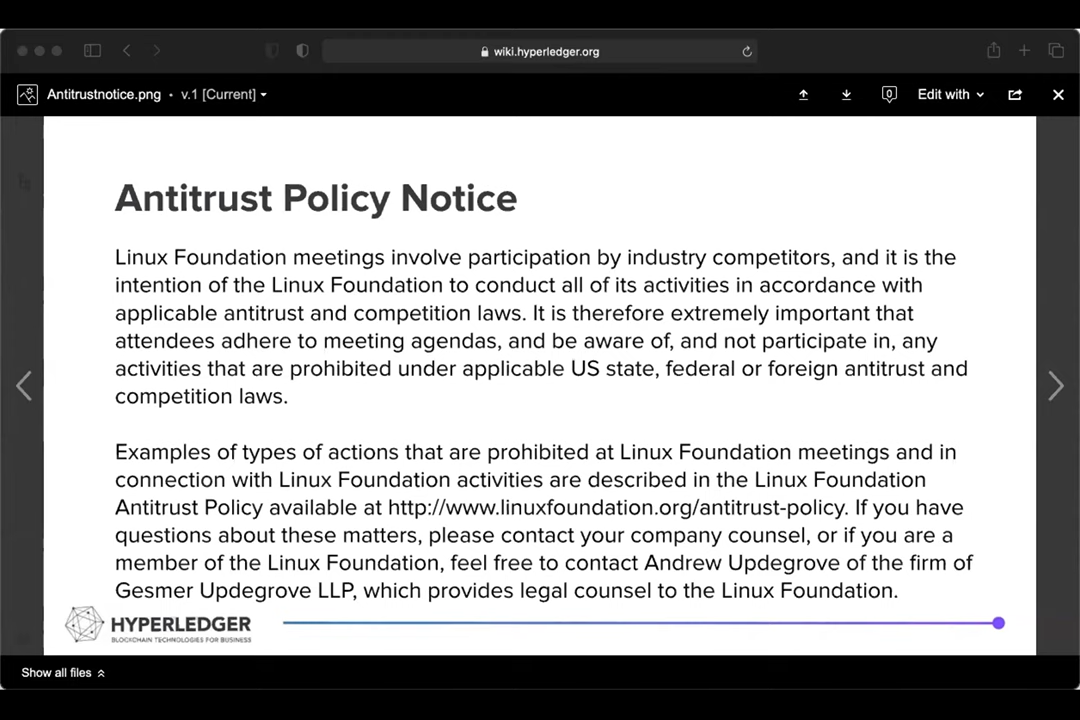 wiki.hyperledger.org
Antitrustnotice.png • v.1 [Current]
0
Edit with
Antitrust Policy Notice
Linux Foundation meetings involve participation by industry competitors, and it is the
intention of the Linux Foundation to conduct all of its activities in accordance with
applicable antitrust and competition laws. It is therefore extremely important that
attendees adhere to meeting agendas, and be aware of, and not participate in, any
activities that are prohibited under applicable US state, federal or foreign antitrust and
competition laws.
Examples of types of actions that are prohibited at Linux Foundation meetings and in
connection with Linux Foundation activities are described in the Linux Foundation
Antitrust Policy available at http://www.linuxfoundation.org/antitrust-policy. If you have
questions about these matters, please contact your company counsel, or if you are a
member of the Linux Foundation, feel free to contact Andrew Updegrove of the firm of
Gesmer Updegrove LLP, which provides legal counsel to the Linux Foundation.
HYPERLEDGER
BLOCKCHAIN TECHNOLOGIES FOR BUSINESS
Show all files